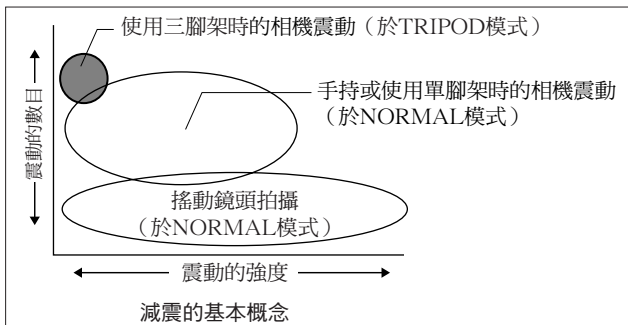 使用三腳架時的相機震動（於TRIPOD模式）
手持或使用單腳架時的相機震動
（於NORMAL模式）
震動的數目
搖動鏡頭拍攝
（於NORMAL模式）
震動的強度
減震的基本概念